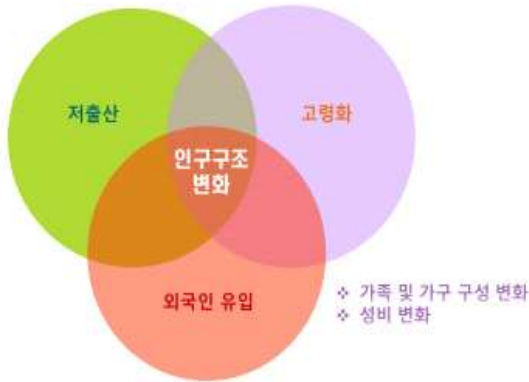 저출산
고령화
인구구조
변화
외국인 유입
❖ 가족 및 가구 구성 변화
❖ 성비 변화